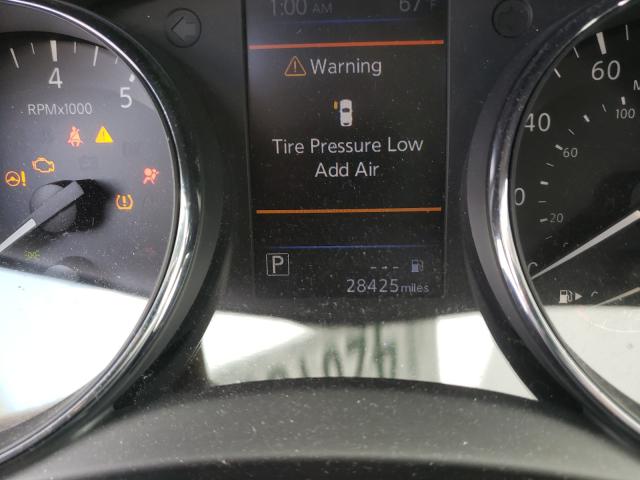 1:00 AM 67°F
Warning
Tire Pressure Low
Add Air
P
--- 
28425 miles
4 5
RPMx1000
60
100
40
60
20